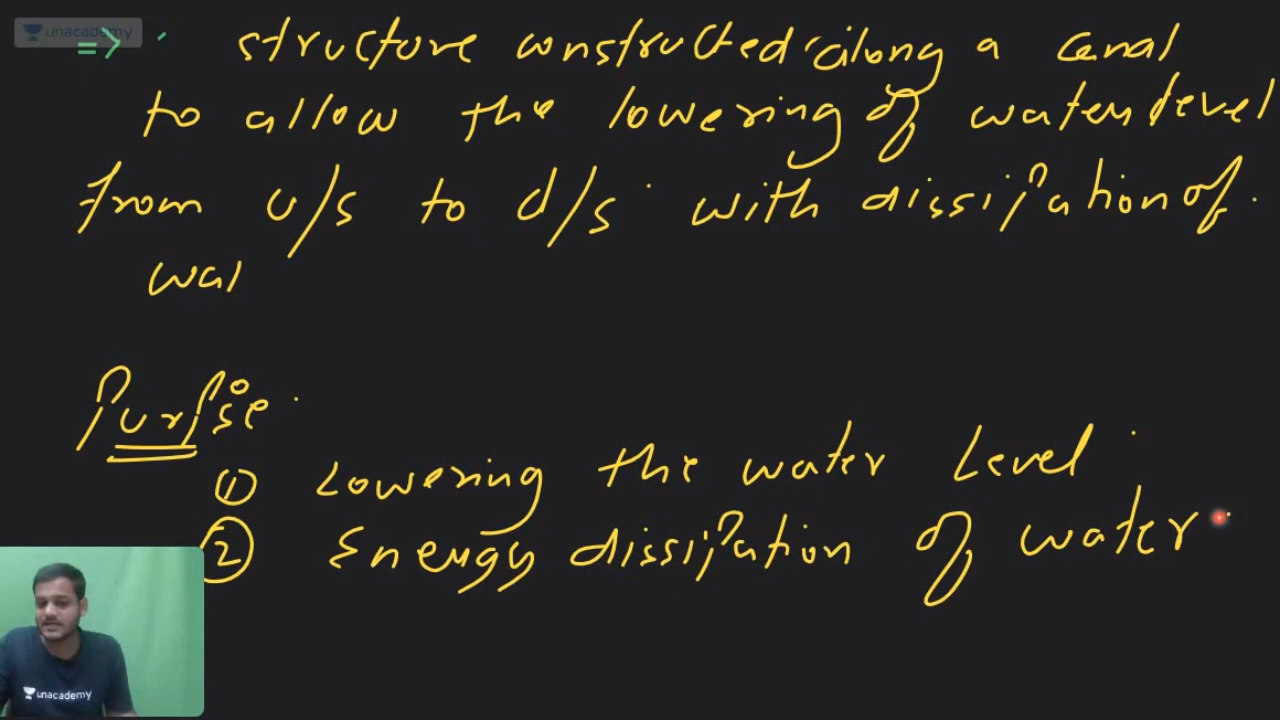 unacademy
=> structure constructed along a canal
to allow the lowering of water level
from u/s to d/s with dissipation of
wat
Purpose
① Lowering the water Level
② Energy dissipation of water
unacademy